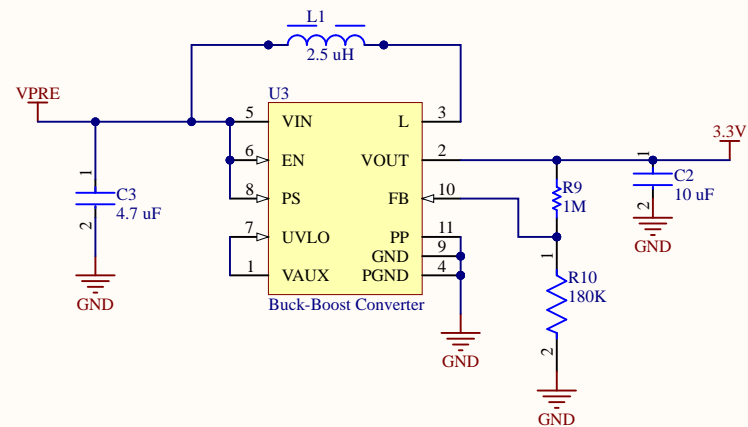 L1
2.5 uH
VPRE
U3
5 VIN L 3
6 EN VOUT 2
8 PS FB 10
7 UVLO PP 11
GND 9
1 VAUX PGND 4
Buck-Boost Converter
1
C3
4.7 uF
2
GND
GND
3.3V
1
C2
10 uF
2
GND
R9
1M
1
R10
180K
2
GND